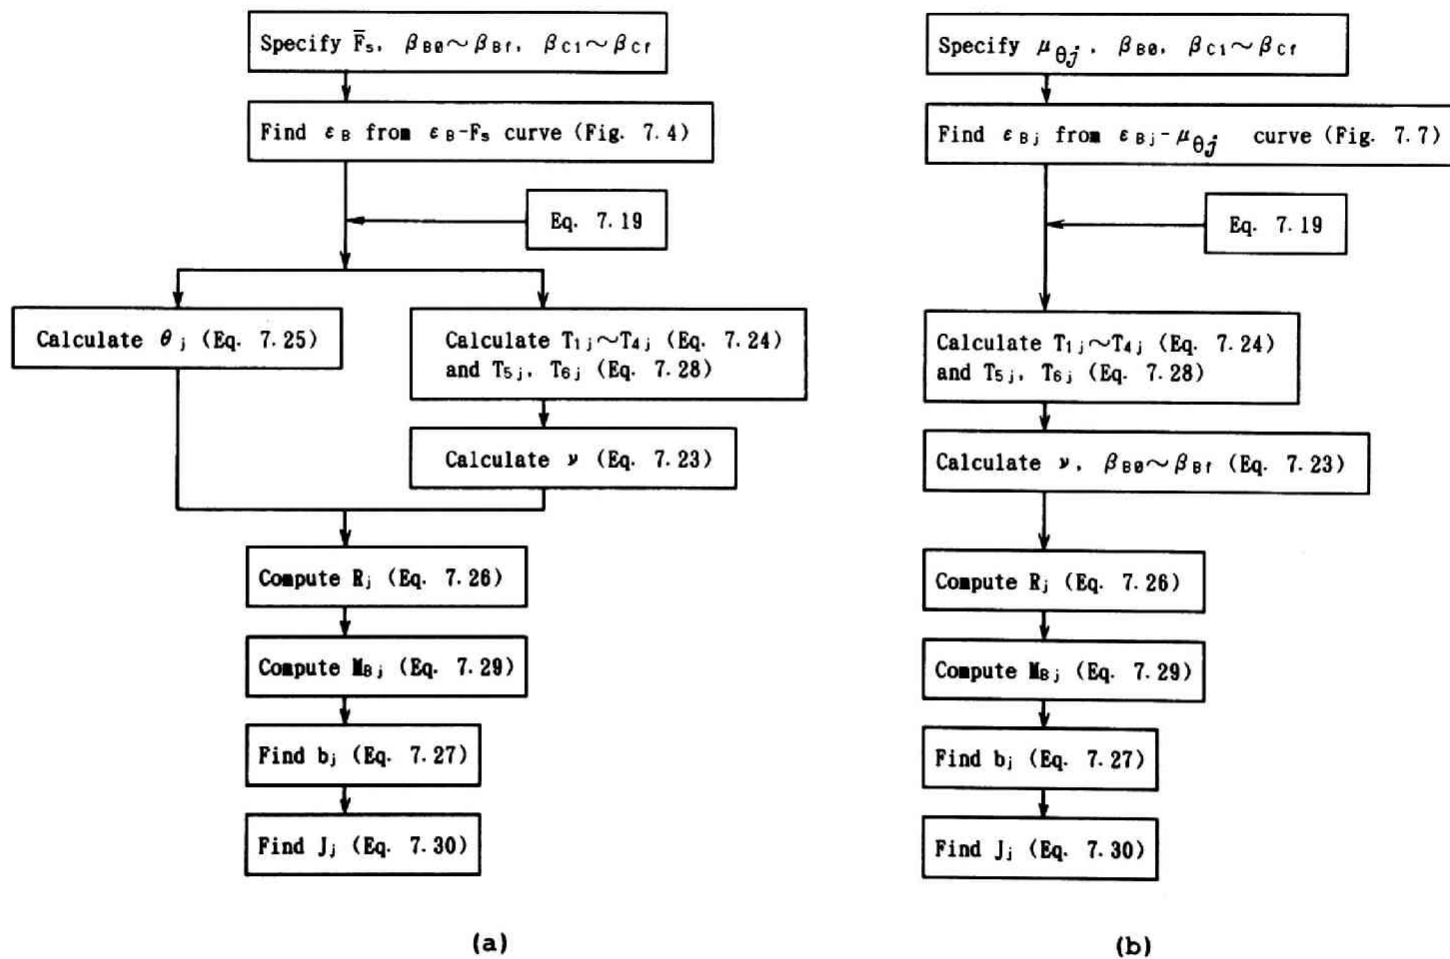 Specify F̄s, βB0~βBf, βC1~βCf
Find εB from εB-Fs curve (Fig. 7.4)
Eq. 7.19
Calculate θj (Eq. 7.25)
Calculate T1j~T4j (Eq. 7.24)
and T5j, T6j (Eq. 7.28)
Calculate ν (Eq. 7.23)
Compute Rj (Eq. 7.26)
Compute MBj (Eq. 7.29)
Find bj (Eq. 7.27)
Find Jj (Eq. 7.30)
(a)
Specify μθj, βB0, βC1~βCf
Find εBj from εBj-μθj curve (Fig. 7.7)
Eq. 7.19
Calculate T1j~T4j (Eq. 7.24)
and T5j, T6j (Eq. 7.28)
Calculate ν, βB0~βBf (Eq. 7.23)
Compute Rj (Eq. 7.26)
Compute MBj (Eq. 7.29)
Find bj (Eq. 7.27)
Find Jj (Eq. 7.30)
(b)